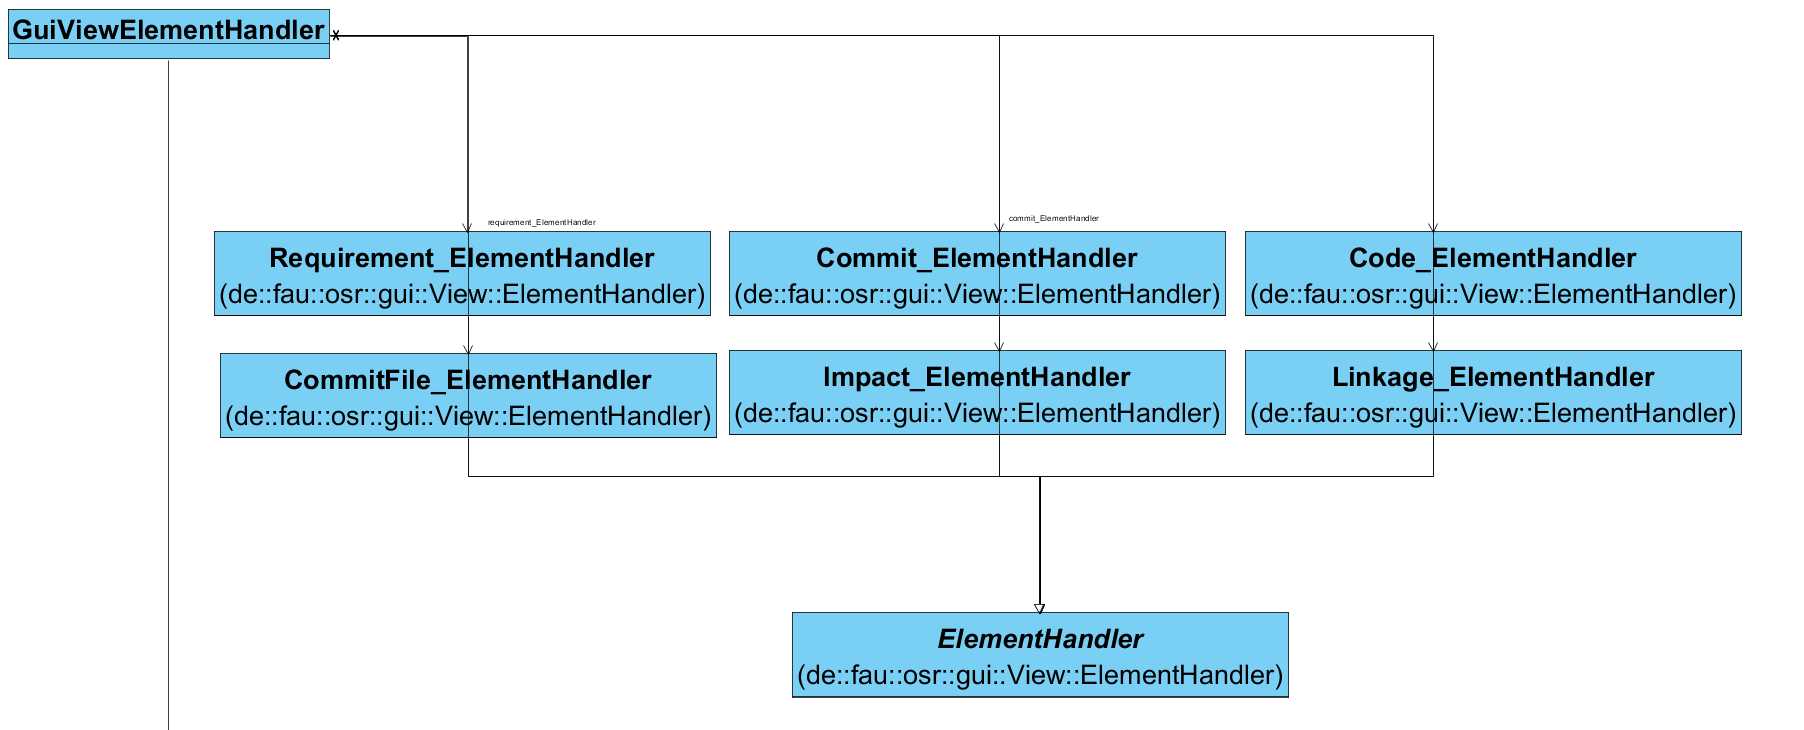 GuiViewElementHandler
requirement_ElementHandler
commit_ElementHandler
Requirement_ElementHandler
(de::fau::osr::gui::View::ElementHandler)
Commit_ElementHandler
(de::fau::osr::gui::View::ElementHandler)
Code_ElementHandler
(de::fau::osr::gui::View::ElementHandler)
CommitFile_ElementHandler
(de::fau::osr::gui::View::ElementHandler)
Impact_ElementHandler
(de::fau::osr::gui::View::ElementHandler)
Linkage_ElementHandler
(de::fau::osr::gui::View::ElementHandler)
ElementHandler
(de::fau::osr::gui::View::ElementHandler)